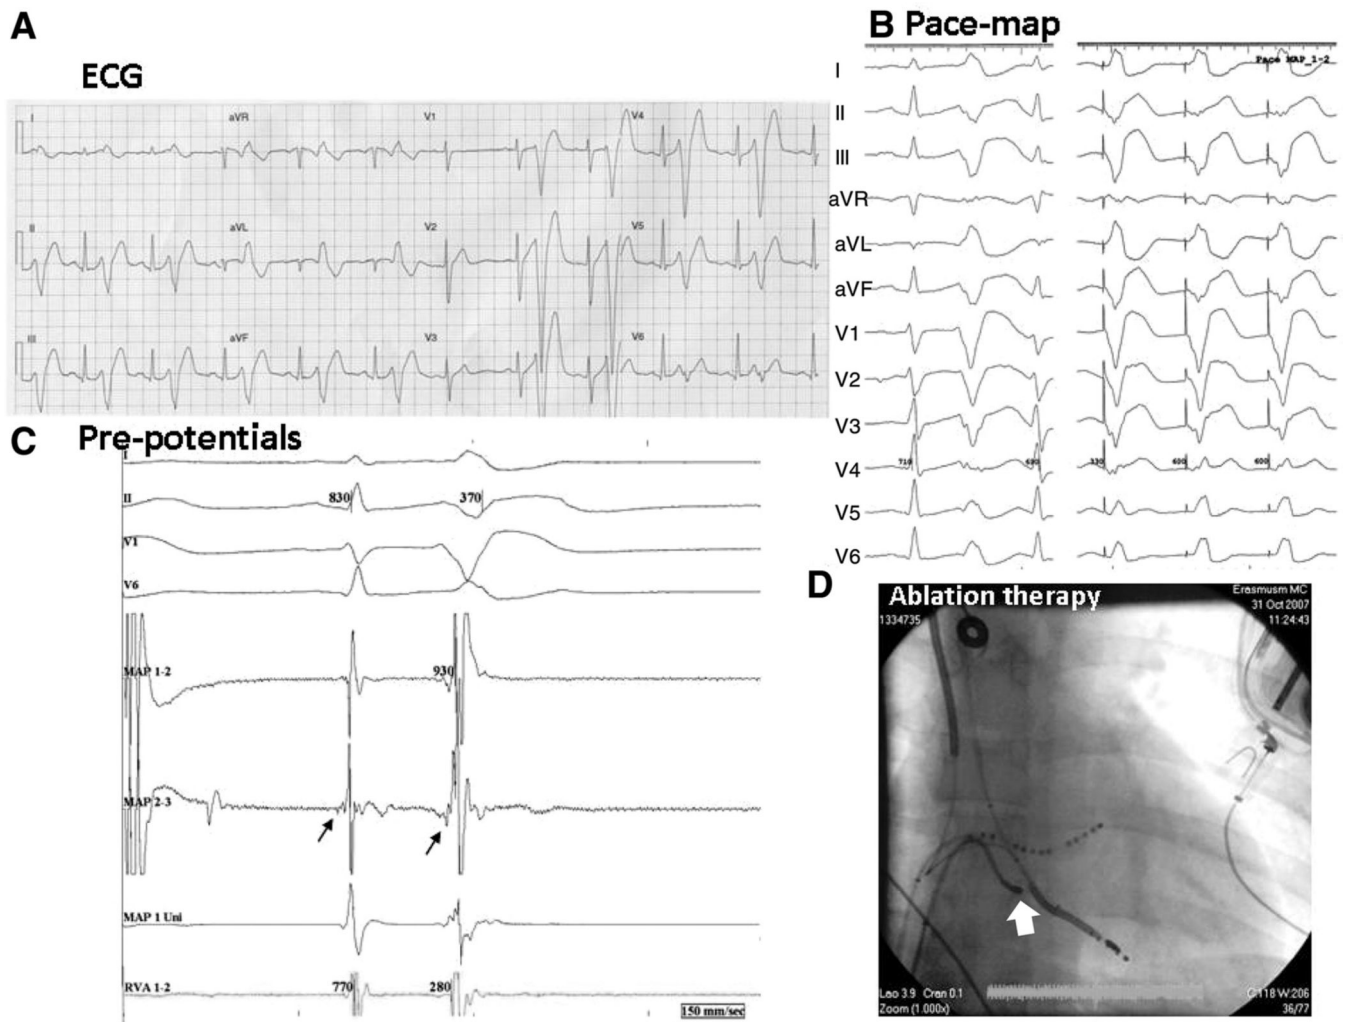 A
ECG
I
aVR
V1
V4
II
aVL
V2
V5
III
aVF
V3
V6
B Pace-map
Pace MAP_1-2
I
II
III
aVR
aVL
aVF
V1
V2
V3
V4
710
330
600
600
V5
V6
C Pre-potentials
I
II
830
370
V1
V6
MAP 1-2
930
MAP 2-3
MAP 1 Uni
RVA 1-2
770
280
150 mm/sec
D
Ablation therapy
Erasmusm MC
31 Oct 2007
1334735
11:24:43
Lao 3.9 Cran 0.1
C:118 W:206
Zoom (1.000x)
36/77